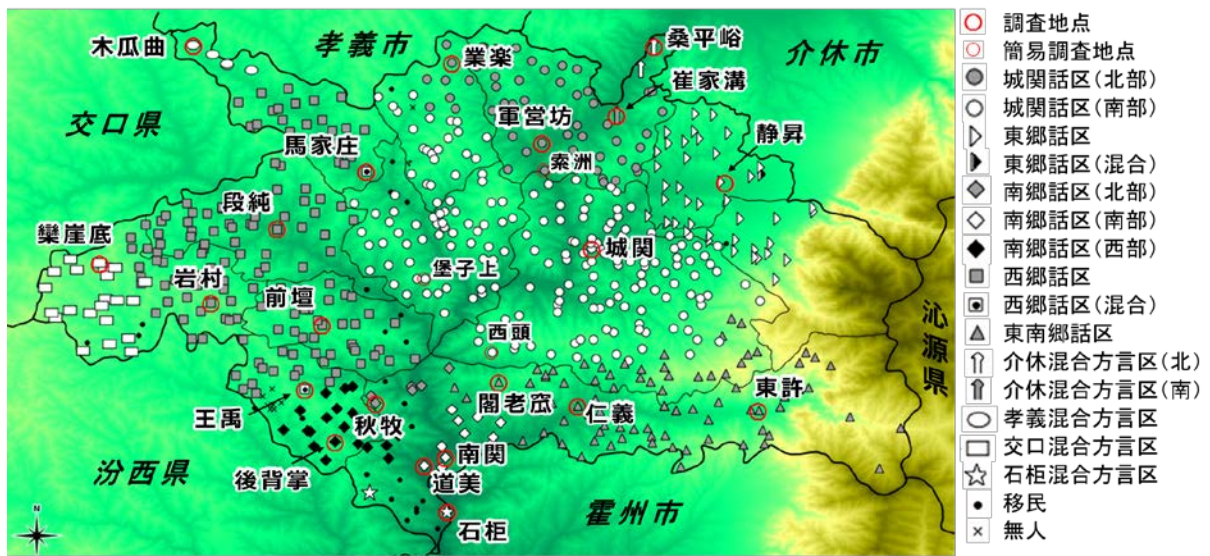 木瓜曲
孝義市
業楽
桑平峪
介休市
崔家溝
交口県
軍営坊
静昇
馬家庄
索洲
段純
欒崖底
城関
堡子上
岩村
前壇
沁源県
西頭
閣老窊
仁義
東許
王禹
秋牧
南関
汾西県
後背掌
道美
霍州市
石柜
N
調査地点
簡易調査地点
城関話区(北部)
城関話区(南部)
東郷話区
東郷話区(混合)
南郷話区(北部)
南郷話区(南部)
南郷話区(西部)
西郷話区
西郷話区(混合)
東南郷話区
介休混合方言区(北)
介休混合方言区(南)
孝義混合方言区
交口混合方言区
石柜混合方言区
移民
無人